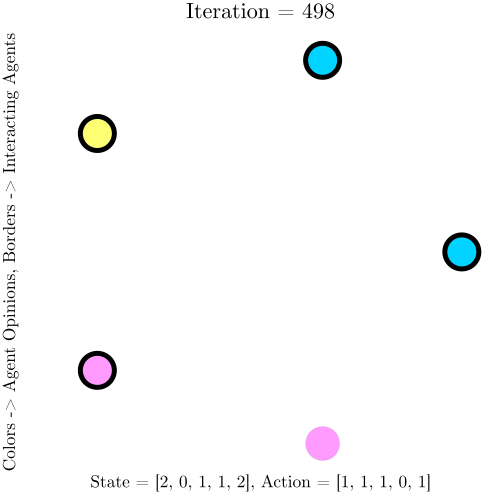 Iteration = 498
Colors -> Agent Opinions, Borders -> Interacting Agents
State = [2, 0, 1, 1, 2], Action = [1, 1, 1, 0, 1]